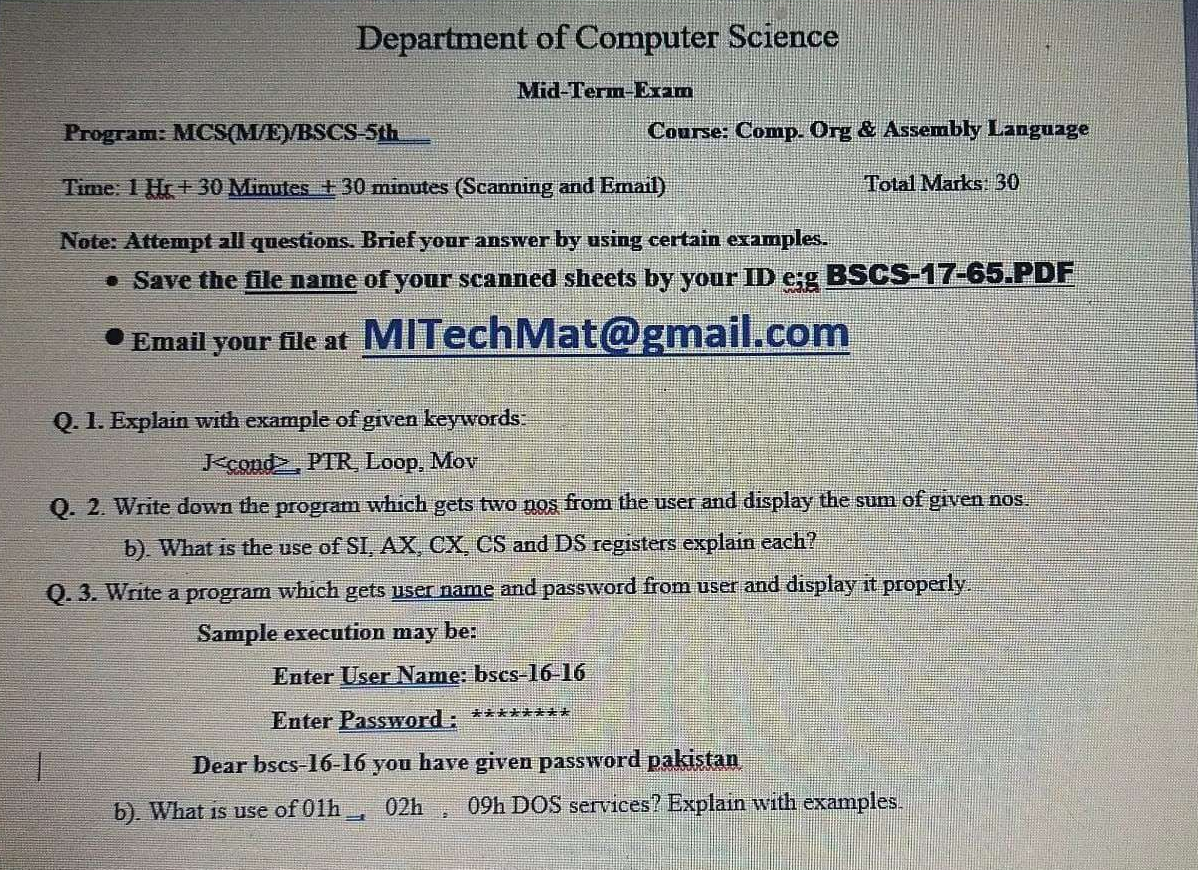 Department of Computer Science
Mid-Term-Exam
Program: MCS(M/E)/BSCS-5th Course: Comp. Org & Assembly Language
Time: 1 Hr + 30 Minutes + 30 minutes (Scanning and Email) Total Marks: 30
Note: Attempt all questions. Brief your answer by using certain examples.
• Save the file name of your scanned sheets by your ID e;g BSCS-17-65.PDF
• Email your file at MITechMat@gmail.com
Q. 1. Explain with example of given keywords:
J<cond>, PTR, Loop, Mov
Q. 2. Write down the program which gets two nos from the user and display the sum of given nos.
b). What is the use of SI, AX, CX, CS and DS registers explain each?
Q. 3. Write a program which gets user name and password from user and display it properly.
Sample execution may be:
Enter User Name: bscs-16-16
Enter Password : ********
Dear bscs-16-16 you have given password pakistan
b). What is use of 01h , 02h , 09h DOS services? Explain with examples.